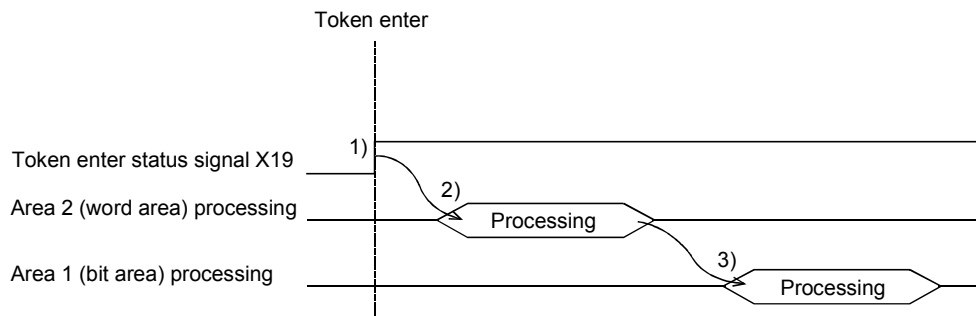 Token enter
1)
Token enter status signal X19
2)
Area 2 (word area) processing
Processing
3)
Area 1 (bit area) processing
Processing